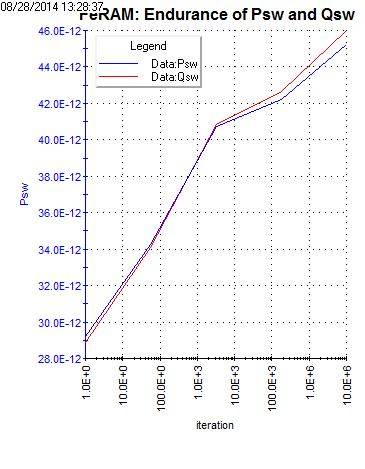 08/28/2014 13:28:37
FeRAM: Endurance of Psw and Qsw
Legend
Data:Psw
Data:Qsw
46.0E-12
44.0E-12
42.0E-12
40.0E-12
38.0E-12
36.0E-12
34.0E-12
32.0E-12
30.0E-12
28.0E-12
Psw
1.0E+0
10.0E+0
100.0E+0
1.0E+3
10.0E+3
100.0E+3
1.0E+6
10.0E+6
iteration